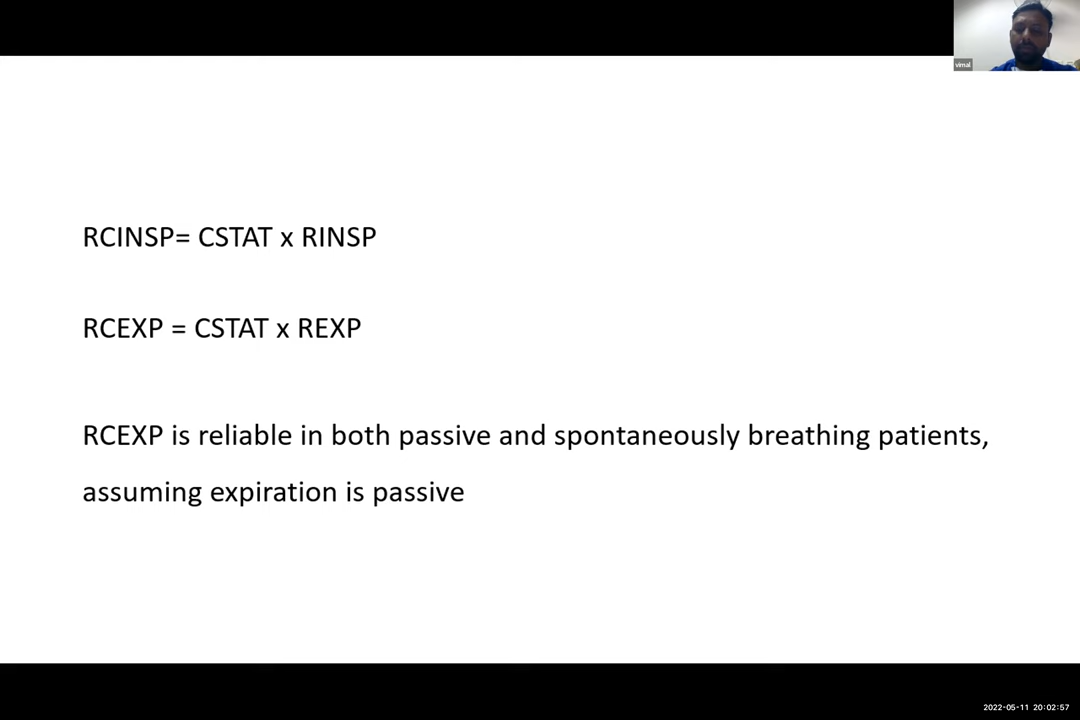 vimal
RCINSP= CSTAT x RINSP
RCEXP = CSTAT x REXP
RCEXP is reliable in both passive and spontaneously breathing patients,
assuming expiration is passive
2022-05-11 20:02:57